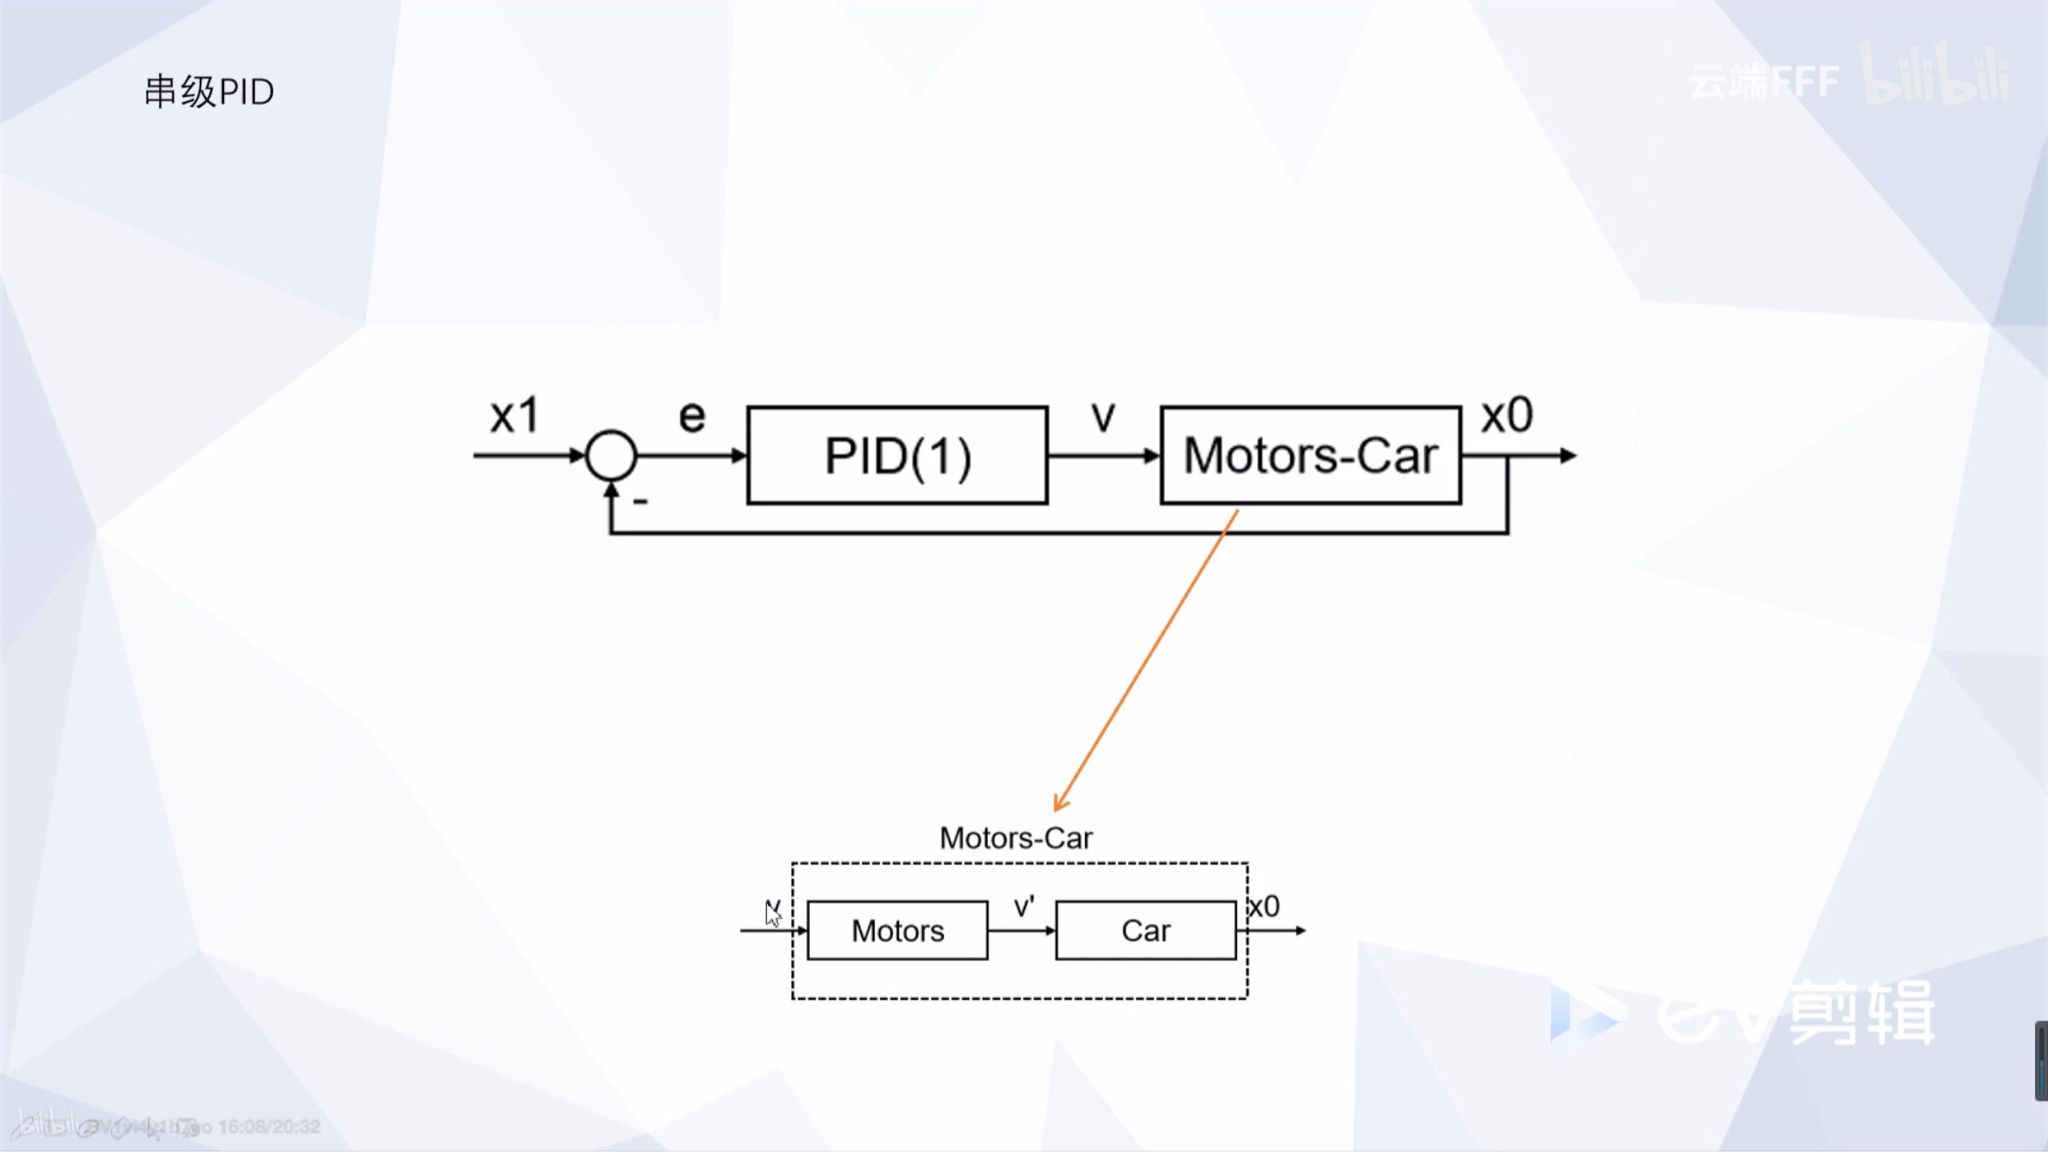 串级PID
云端FFF bilibili
x1 e PID(1) v Motors-Car x0
-
Motors-Car
v Motors v' Car x0
ev剪辑
bilibili 16:08/20:32